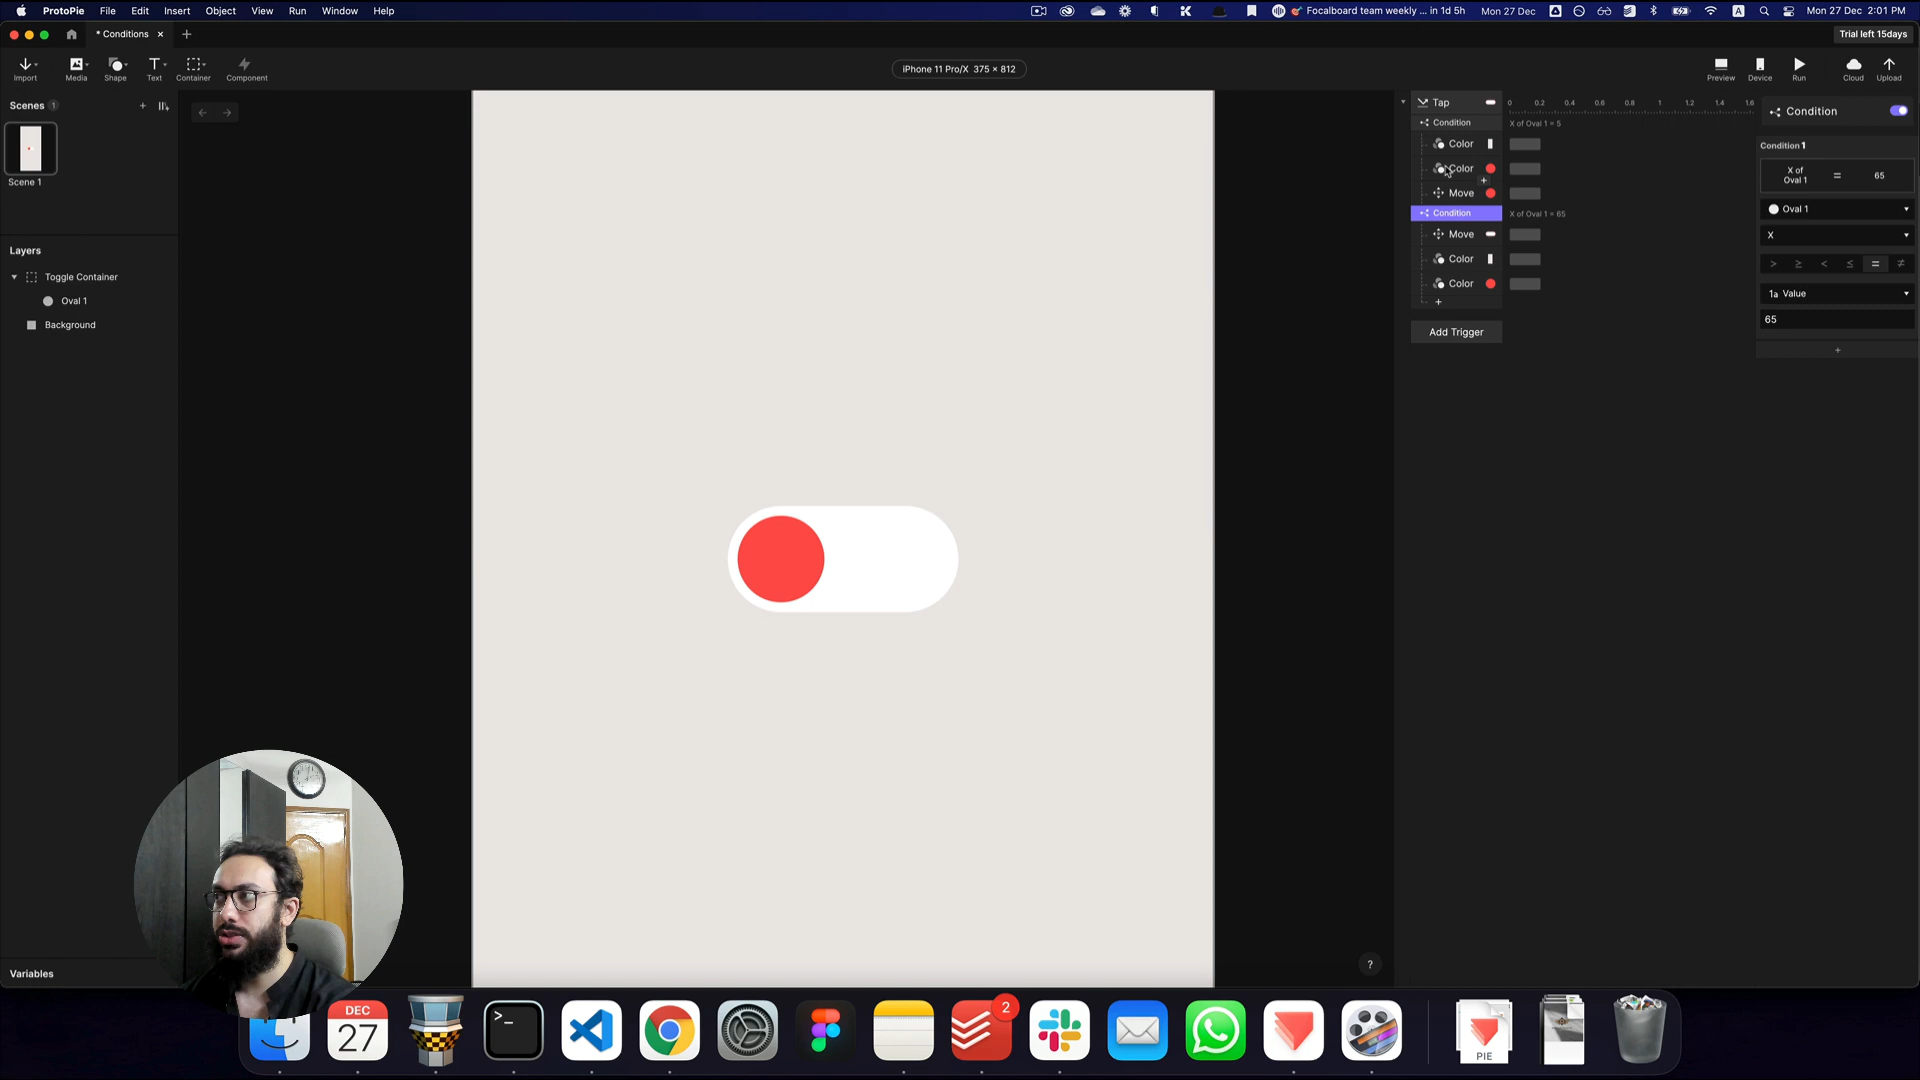 ProtoPie File Edit Insert Object View Run Window Help
Focalboard team weekly ... in 1d 5h Mon 27 Dec A Mon 27 Dec 2:01 PM
* Conditions × +
Trial left 15days
Import Media Shape Text Container Component
iPhone 11 Pro/X 375 × 812
Preview Device Run Cloud Upload
Scenes 1 +
Scene 1
Layers
Toggle Container
Oval 1
Background
Variables
Tap
0 0.2 0.4 0.6 0.8 1 1.2 1.4 1.6
Condition X of Oval 1 = 5
Color
Color
Move
Condition X of Oval 1 = 65
Move
Color
Color
+
Add Trigger
Condition
Condition 1
X of
Oval 1 = 65
Oval 1
X
> ≥ < ≤ = ≠
1a Value
65
+
?
DEC
27
>_
2
PIE